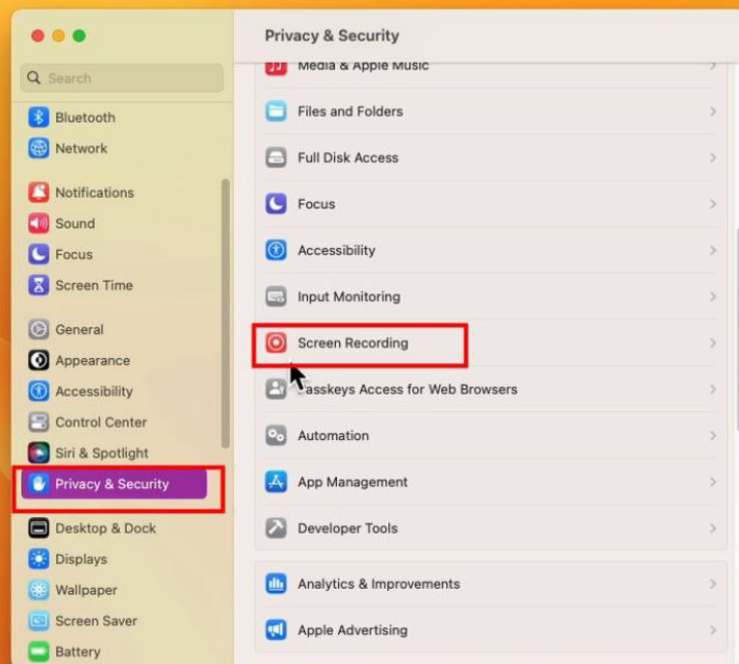 Privacy & Security
Search
Bluetooth
Network
Notifications
Sound
Focus
Screen Time
General
Appearance
Accessibility
Control Center
Siri & Spotlight
Privacy & Security
Desktop & Dock
Displays
Wallpaper
Screen Saver
Battery
Media & Apple Music
Files and Folders
Full Disk Access
Focus
Accessibility
Input Monitoring
Screen Recording
Access for Web Browsers
Automation
App Management
Developer Tools
Analytics & Improvements
Apple Advertising